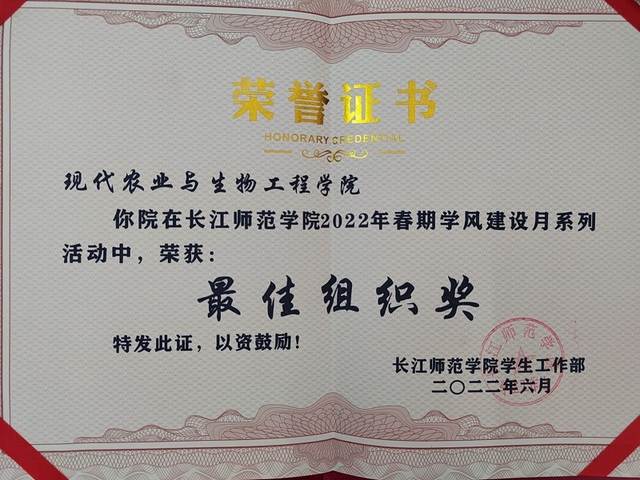 荣誉证书
HONORARY CREDENTIAL
现代农业与生物工程学院
你院在长江师范学院2022年春期学风建设月系列
活动中，荣获：
最佳组织奖
特发此证，以资鼓励！
长江师范学院学生工作部
二〇二二年六月